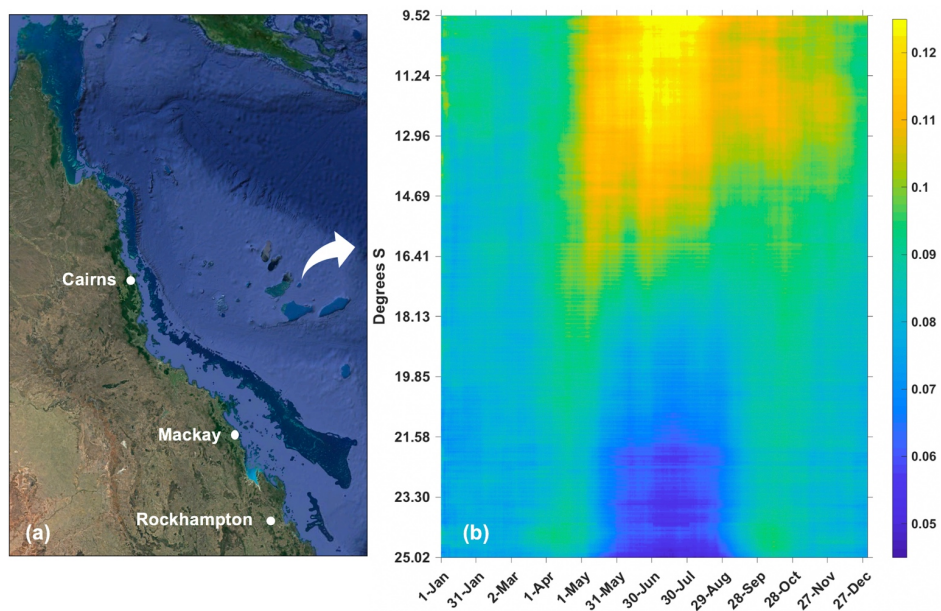 Cairns
Mackay
Rockhampton
(a)
Degrees S
9.52
11.24
12.96
14.69
16.41
18.13
19.85
21.58
23.30
25.02
(b)
1-Jan
31-Jan
2-Mar
1-Apr
1-May
31-May
30-Jun
30-Jul
29-Aug
28-Sep
28-Oct
27-Nov
27-Dec
0.12
0.11
0.1
0.09
0.08
0.07
0.06
0.05